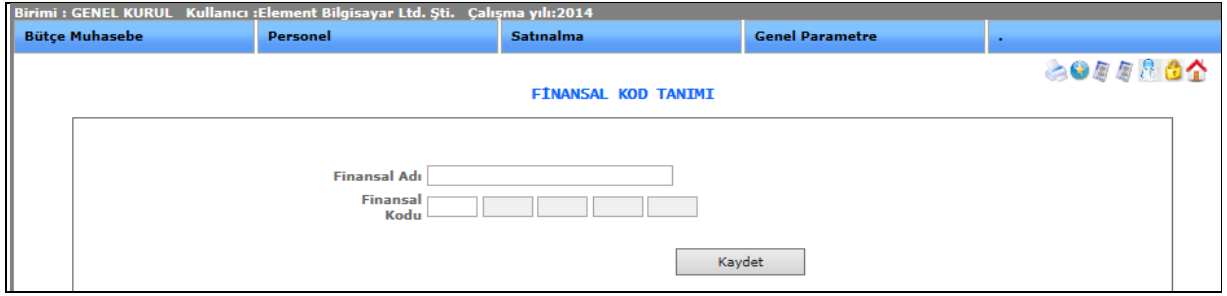 Birimi : GENEL KURUL Kullanıcı :Element Bilgisayar Ltd. Şti. Çalışma yılı:2014
Bütçe Muhasebe Personel Satınalma Genel Parametre .
FİNANSAL KOD TANIMI
Finansal Adı
Finansal
Kodu
Kaydet